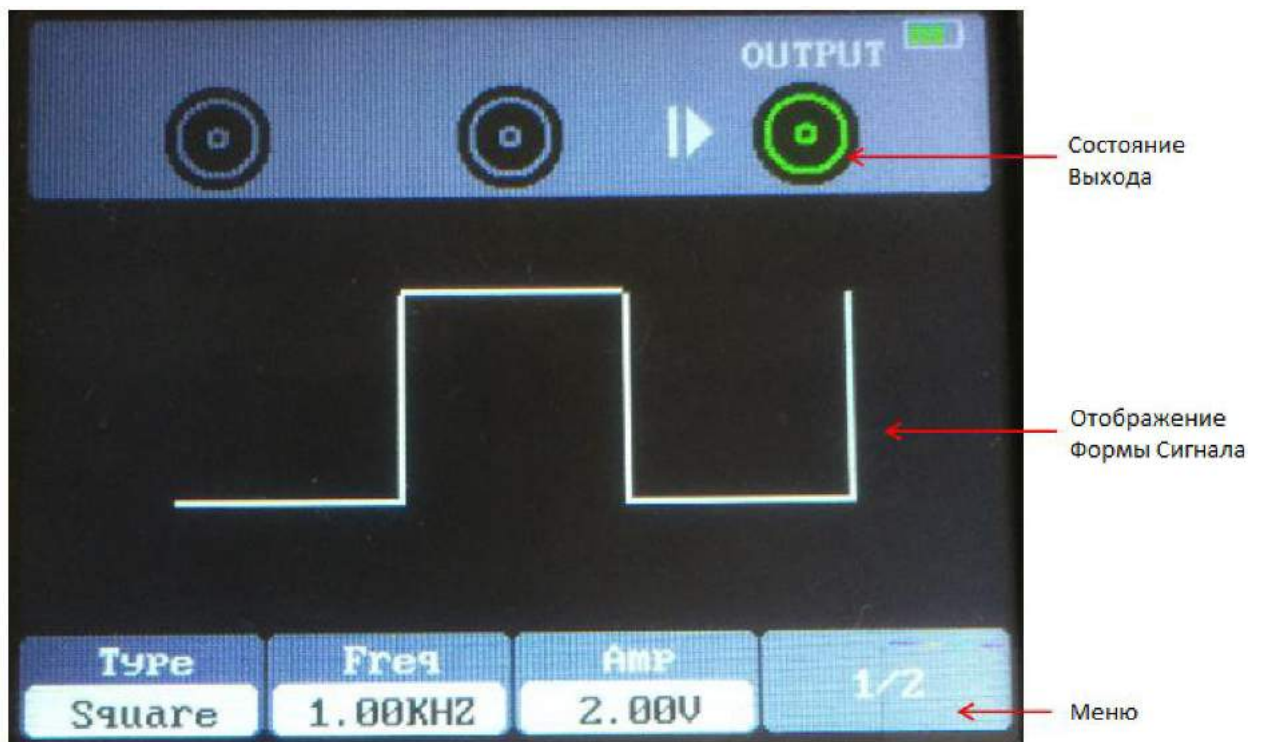 OUTPUT
Состояние
Выхода
Отображение
Формы Сигнала
Type
Freq
Amp
1/2
Square
1.00KHZ
2.00V
Меню